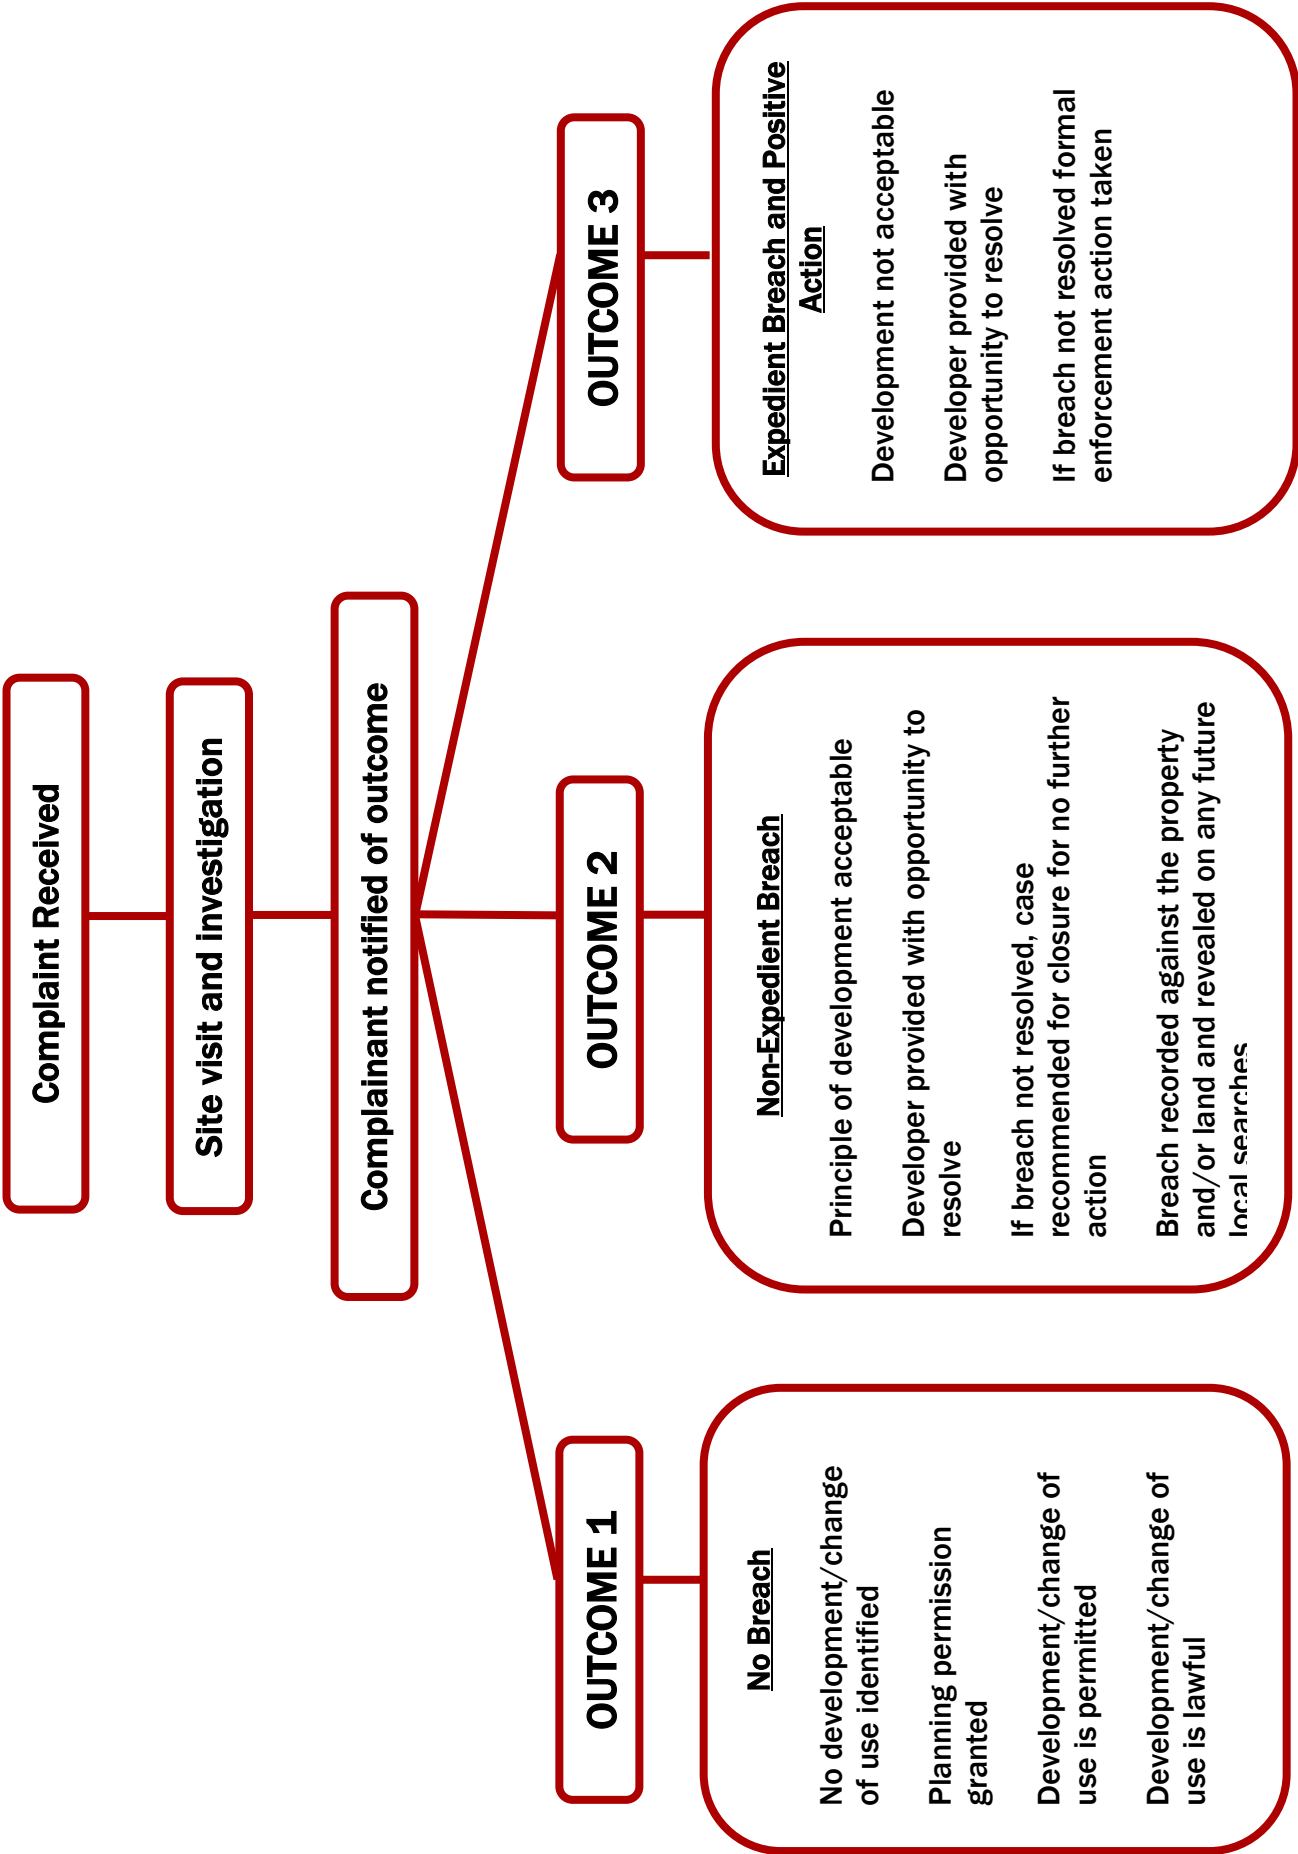 Complaint Received
Site visit and investigation
Complainant notified of outcome
OUTCOME 1
No Breach
No development/change
of use identified
Planning permission
granted
Development/change of
use is permitted
Development/change of
use is lawful
OUTCOME 2
Non-Expedient Breach
Principle of development acceptable
Developer provided with opportunity to
resolve
If breach not resolved, case
recommended for closure for no further
action
Breach recorded against the property
and/or land and revealed on any future
local searches
OUTCOME 3
Expedient Breach and Positive
Action
Development not acceptable
Developer provided with
opportunity to resolve
If breach not resolved formal
enforcement action taken